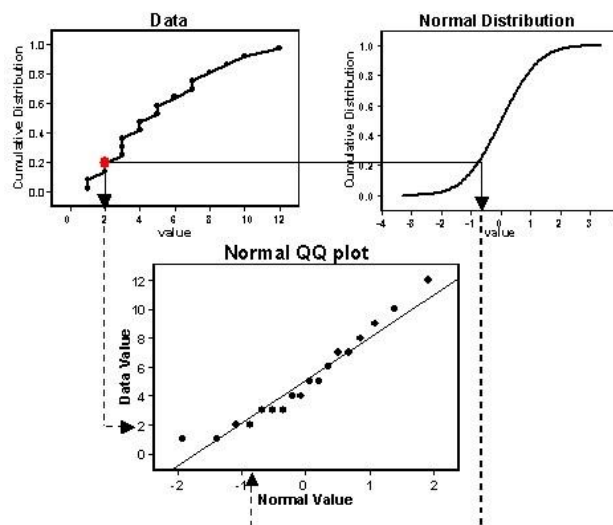 Data
Cumulative Distribution
1.0
0.8
0.6
0.4
0.2
0.0
0 2 4 6 8 10 12
value
Normal Distribution
Cumulative Distribution
1.0
0.8
0.6
0.4
0.2
0.0
-4 -3 -2 -1 0 1 2 3 4
value
Normal QQ plot
Data Value
12
10
8
6
4
2
0
-2 -1 0 1 2
Normal Value